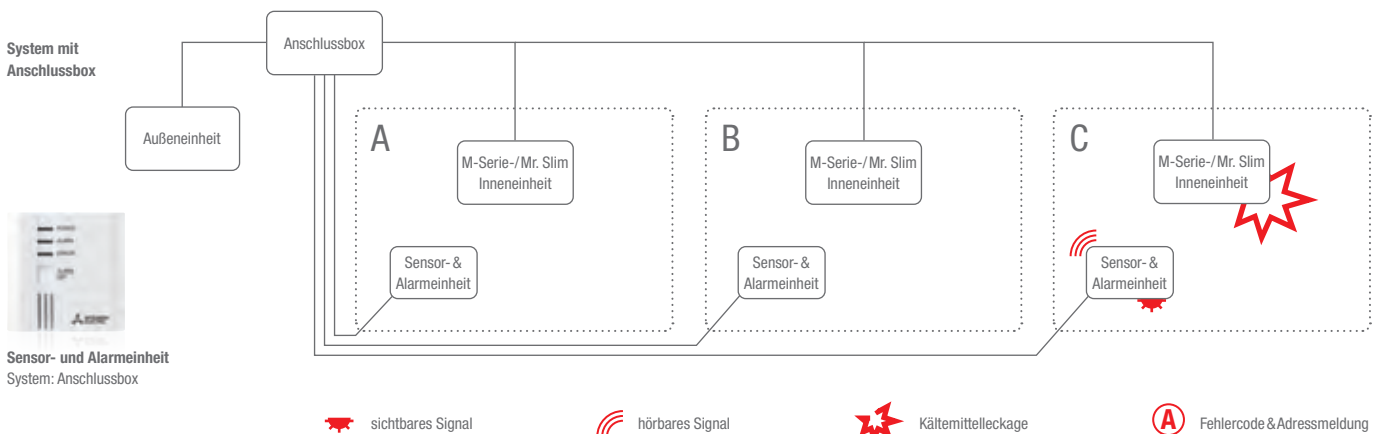 System mit
Anschlussbox
Anschlussbox
Außeneinheit
A
M-Serie-/Mr. Slim
Inneneinheit
Sensor- &
Alarmeinheit
B
M-Serie-/Mr. Slim
Inneneinheit
Sensor- &
Alarmeinheit
C
M-Serie-/Mr. Slim
Inneneinheit
Sensor- &
Alarmeinheit
Sensor- und Alarmeinheit
System: Anschlussbox
sichtbares Signal
hörbares Signal
Kältemittelleckage
A
Fehlercode & Adressmeldung